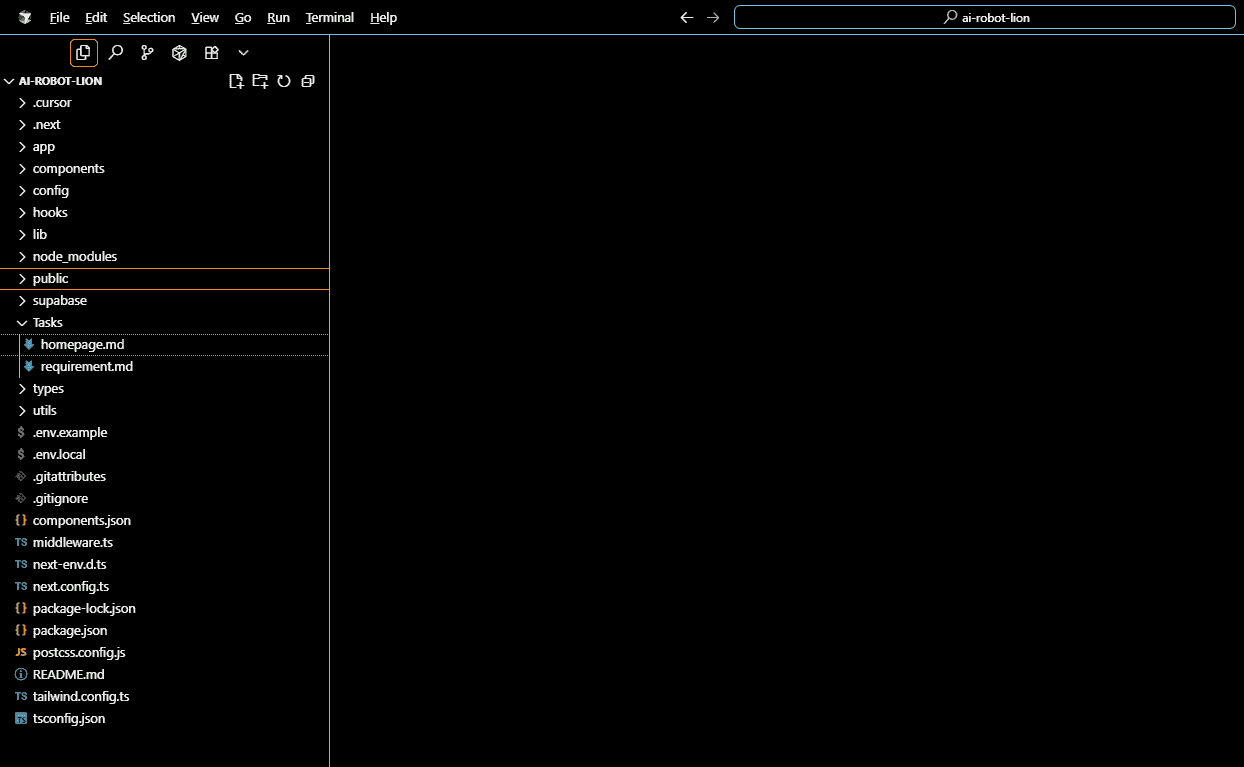 File Edit Selection View Go Run Terminal Help
ai-robot-lion
AI-ROBOT-LION
.cursor
.next
app
components
config
hooks
lib
node_modules
public
supabase
Tasks
homepage.md
requirement.md
types
utils
$ .env.example
$ .env.local
.gitattributes
.gitignore
{} components.json
TS middleware.ts
TS next-env.d.ts
TS next.config.ts
{} package-lock.json
{} package.json
JS postcss.config.js
README.md
TS tailwind.config.ts
TS tsconfig.json